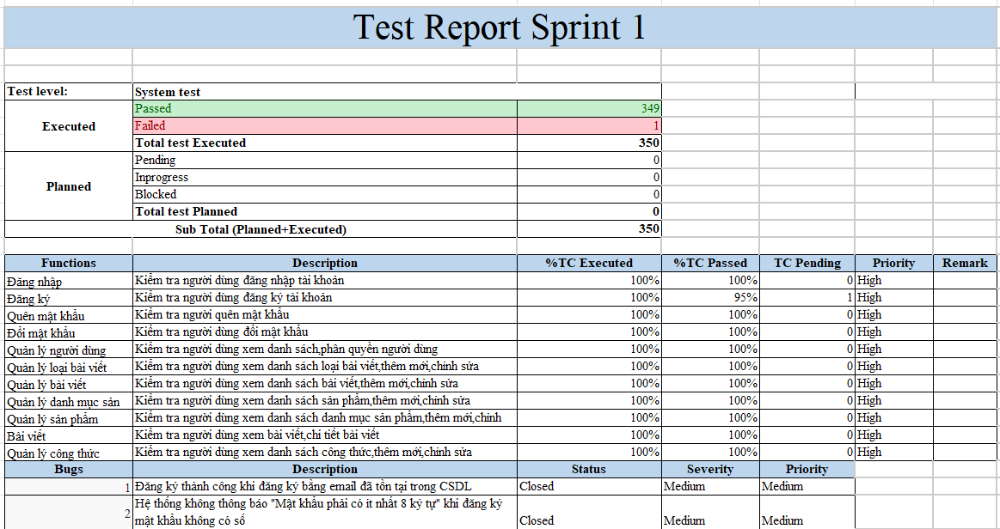 Test Report Sprint 1
Test level: System test
Executed
Passed 349
Failed 1
Total test Executed 350
Planned
Pending 0
Inprogress 0
Blocked 0
Total test Planned 0
Sub Total (Planned+Executed) 350
Functions Description %TC Executed %TC Passed TC Pending Priority Remark
Đăng nhập Kiểm tra người dùng đăng nhập tài khoản 100% 100% 0 High
Đăng ký Kiểm tra người dùng đăng ký tài khoản 100% 95% 1 High
Quên mật khẩu Kiểm tra người quên mật khẩu 100% 100% 0 High
Đổi mật khẩu Kiểm tra người dùng đổi mật khẩu 100% 100% 0 High
Quản lý người dùng Kiểm tra người dùng xem danh sách,phân quyền người dùng 100% 100% 0 High
Quản lý loại bài viết Kiểm tra người dùng xem danh sách loại bài viết,thêm mới,chỉnh sửa 100% 100% 0 High
Quản lý bài viết Kiểm tra người dùng xem danh sách bài viết,thêm mới,chỉnh sửa 100% 100% 0 High
Quản lý danh mục sản Kiểm tra người dùng xem danh sách sản phẩm,thêm mới,chỉnh sửa 100% 100% 0 High
Quản lý sản phẩm Kiểm tra người dùng xem danh sách danh mục sản phẩm,thêm mới,chỉnh 100% 100% 0 High
Bài viết Kiểm tra người dùng xem bài viết,chi tiết bài viết 100% 100% 0 High
Quản lý công thức Kiểm tra người dùng xem danh sách công thức,thêm mới,chỉnh sửa 100% 100% 0 High
Bugs Description Status Severity Priority
1 Đăng ký thành công khi đăng ký bằng email đã tồn tại trong CSDL Closed Medium Medium
2 Hệ thống không thông báo "Mật khẩu phải có ít nhất 8 ký tự" khi đăng ký
mật khẩu không có số Closed Medium Medium